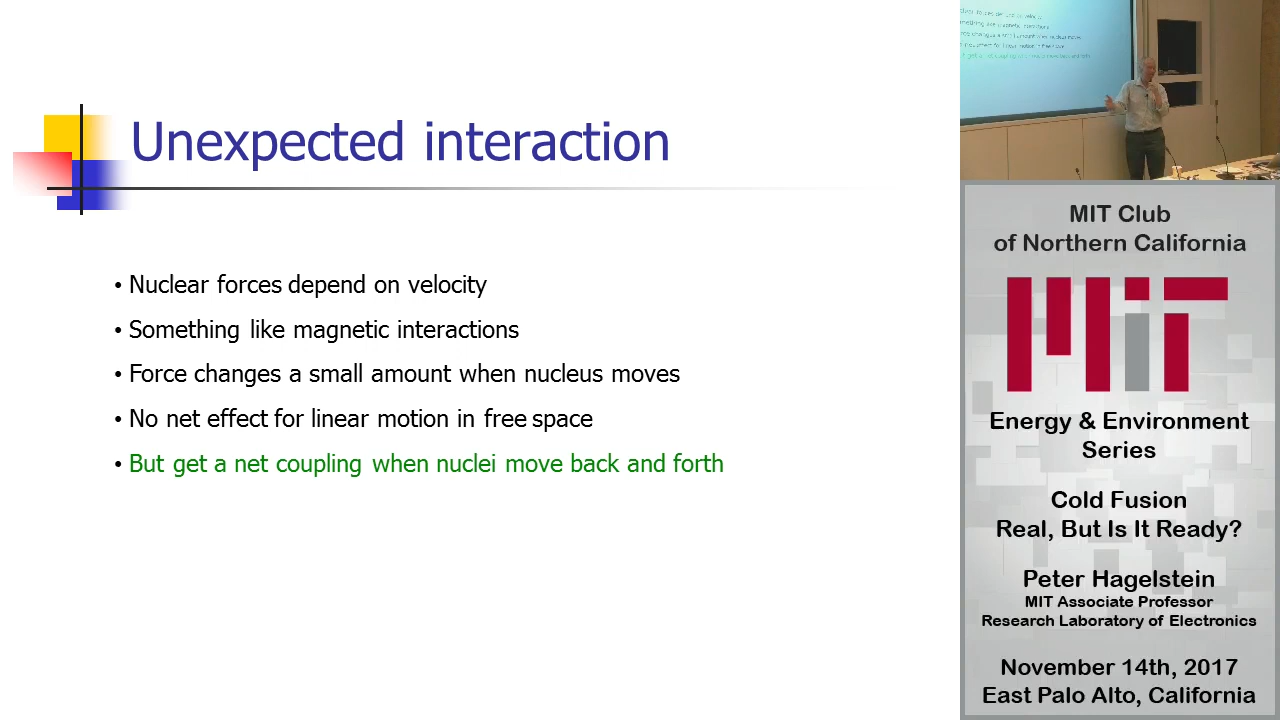 Unexpected interaction
• Nuclear forces depend on velocity
• Something like magnetic interactions
• Force changes a small amount when nucleus moves
• No net effect for linear motion in free space
• But get a net coupling when nuclei move back and forth
MIT Club
of Northern California
MIT
Energy & Environment
Series
Cold Fusion
Real, But Is It Ready?
Peter Hagelstein
MIT Associate Professor
Research Laboratory of Electronics
November 14th, 2017
East Palo Alto, California